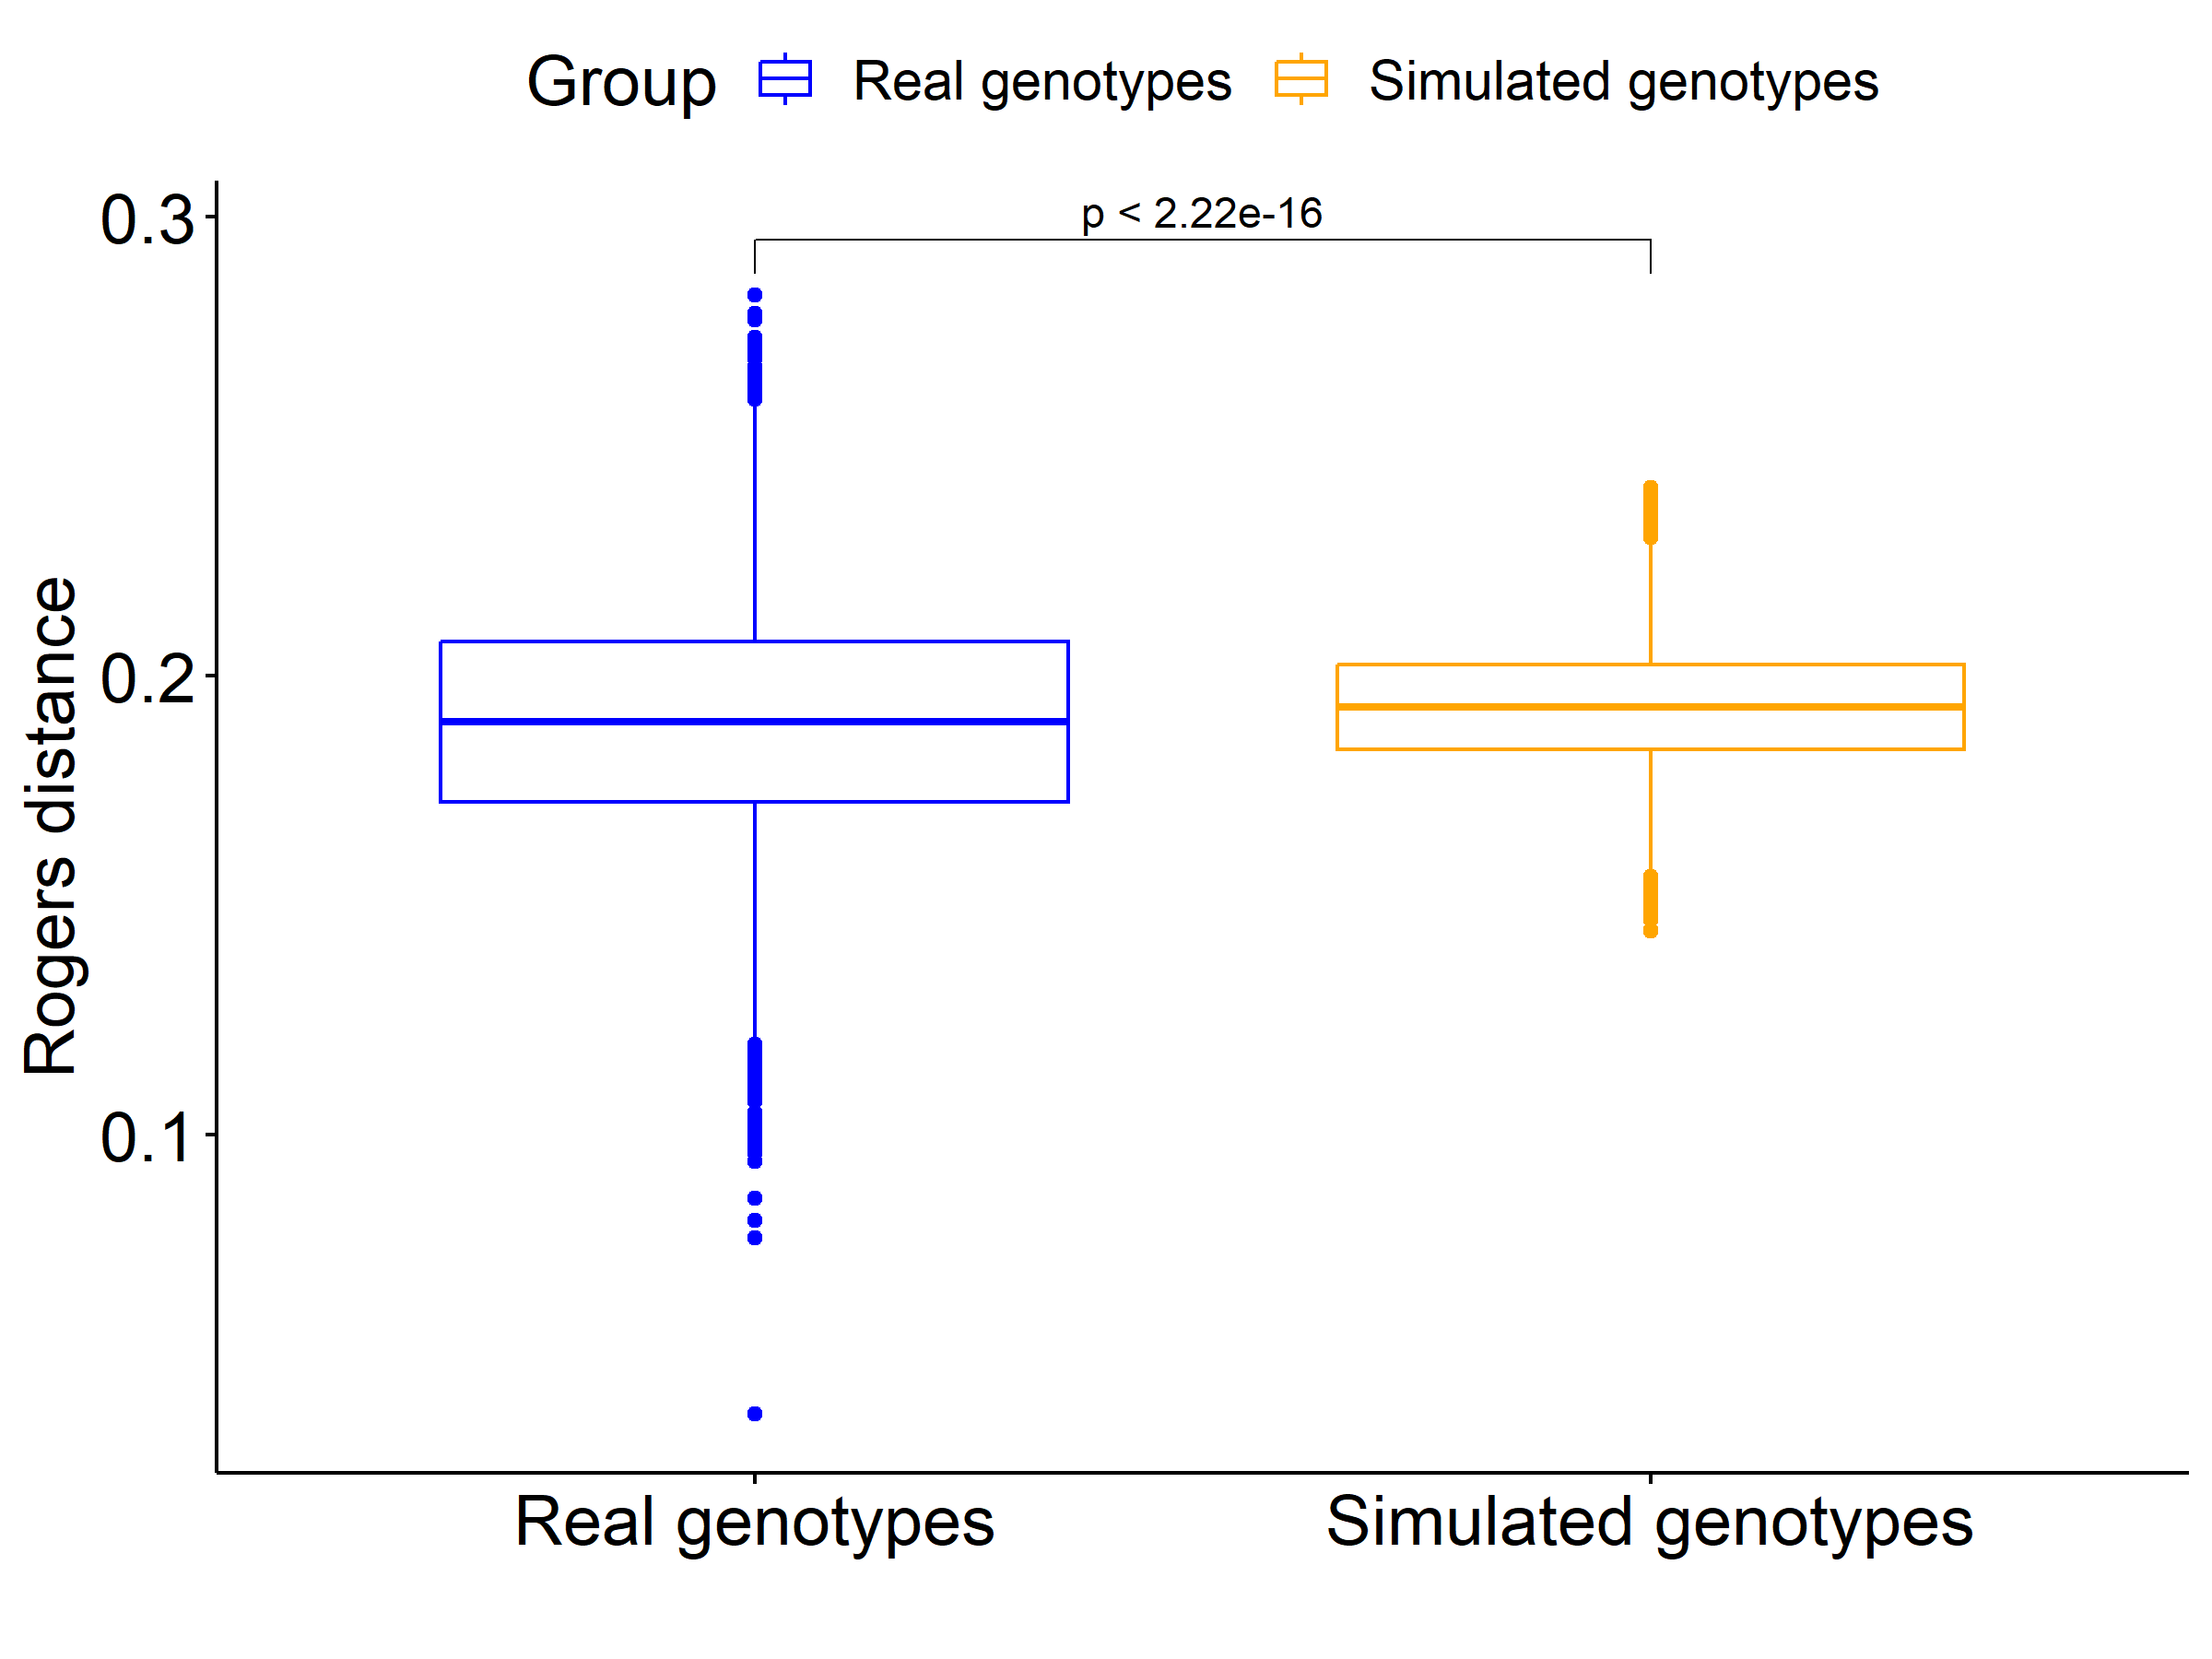 Group Real genotypes Simulated genotypes
p < 2.22e-16
0.3
0.2
0.1
Rogers distance
Real genotypes Simulated genotypes